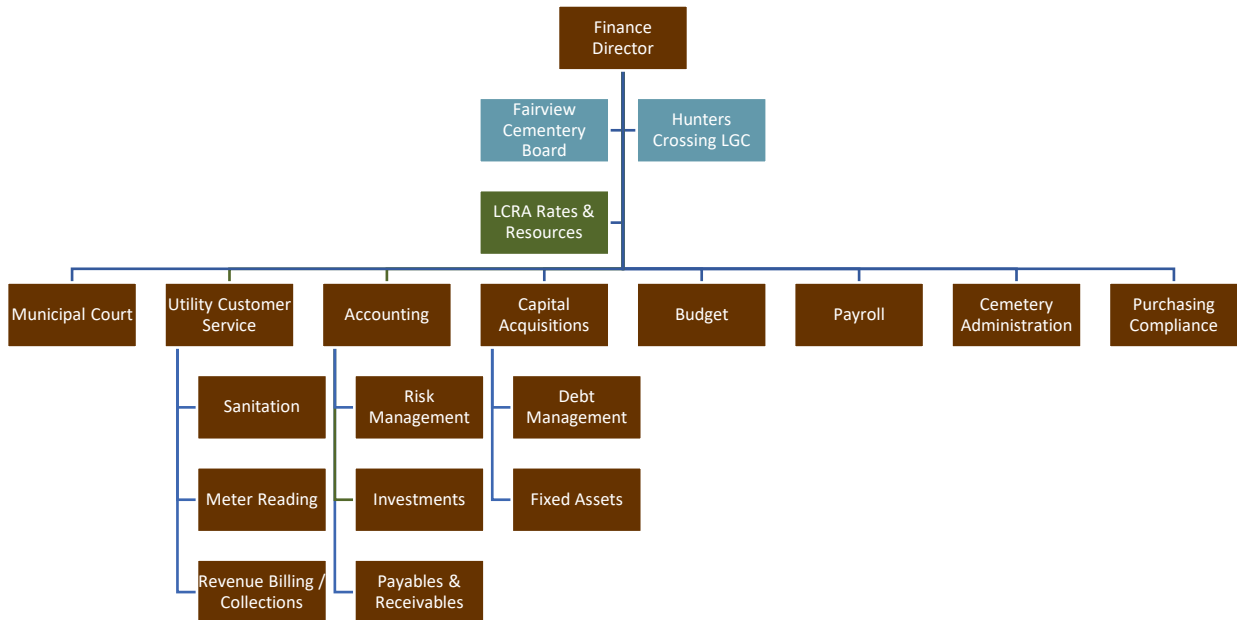 Finance
Director
Fairview
Cementery
Board
Hunters
Crossing LGC
LCRA Rates &
Resources
Municipal Court
Utility Customer
Service
Accounting
Capital
Acquisitions
Budget
Payroll
Cemetery
Administration
Purchasing
Compliance
Sanitation
Risk
Management
Debt
Management
Meter Reading
Investments
Fixed Assets
Revenue Billing /
Collections
Payables &
Receivables